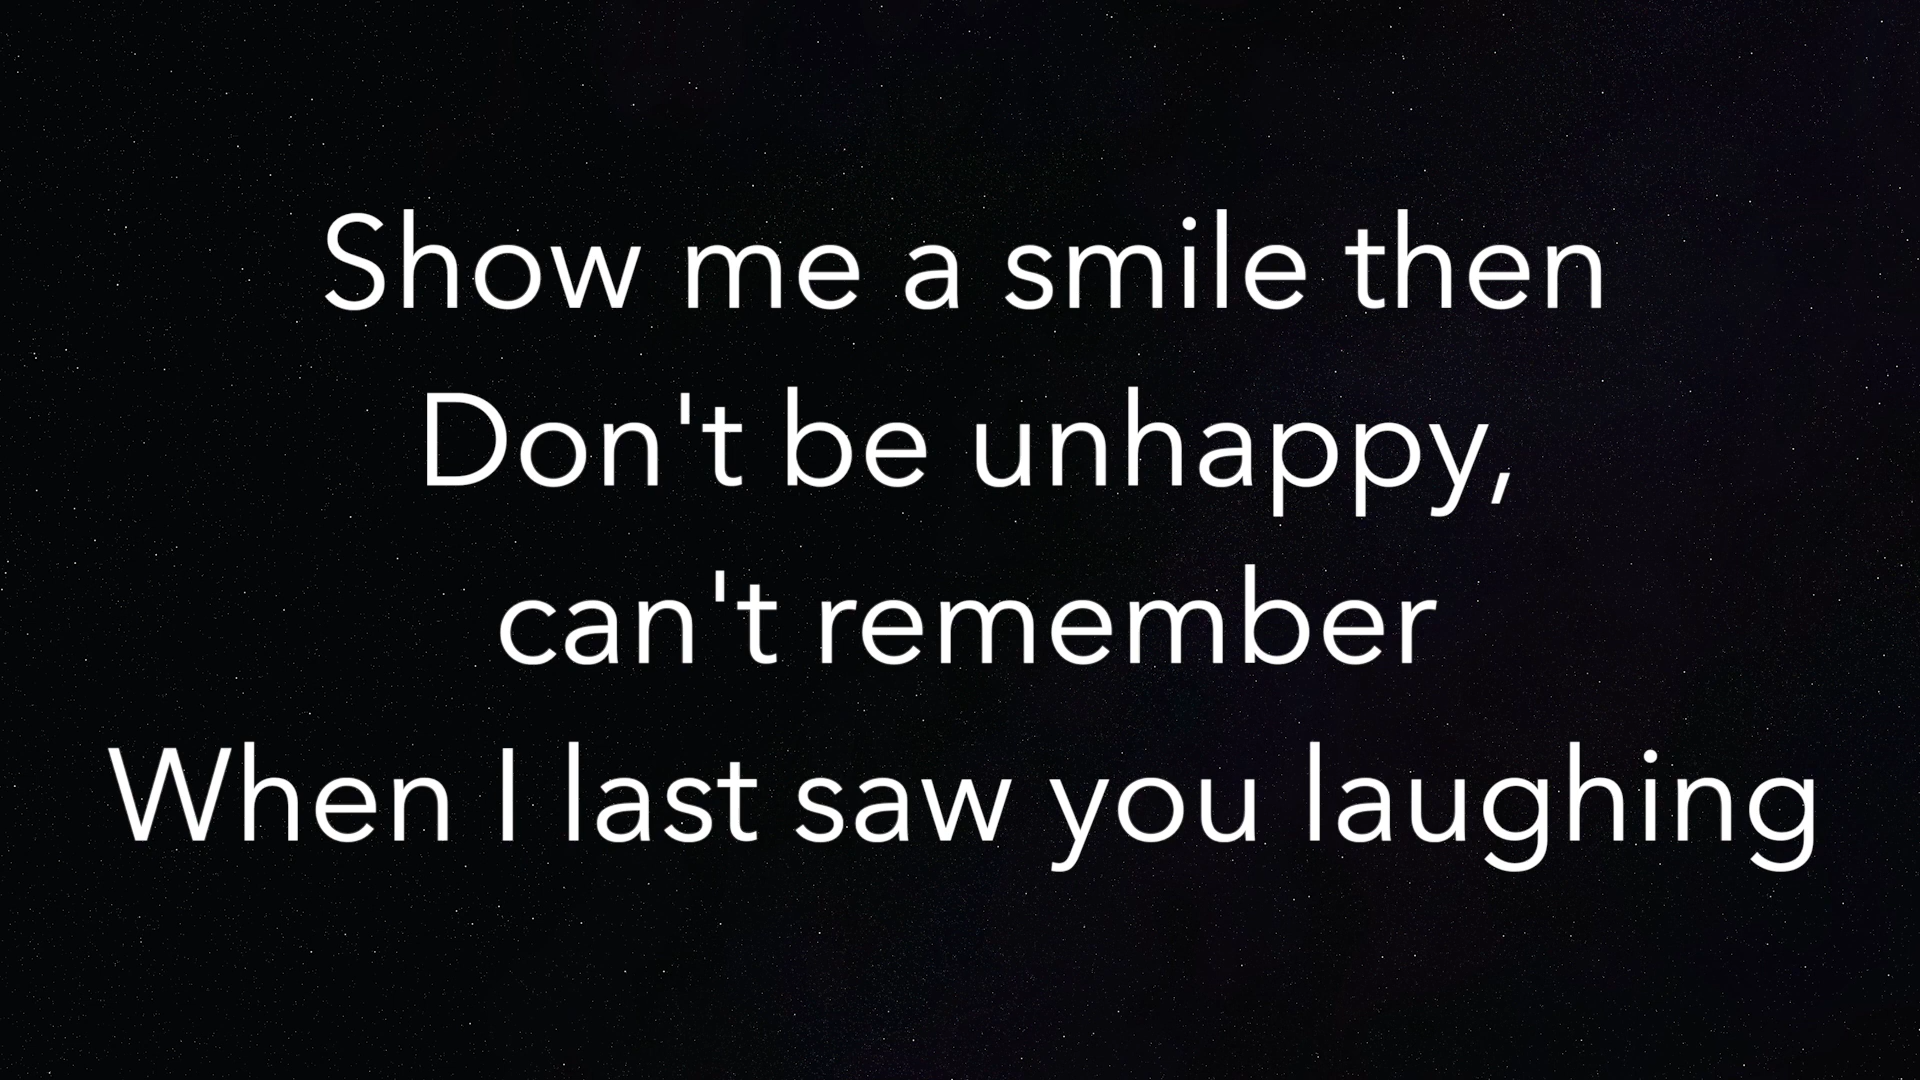 Show me a smile then
Don't be unhappy,
can't remember
When I last saw you laughing